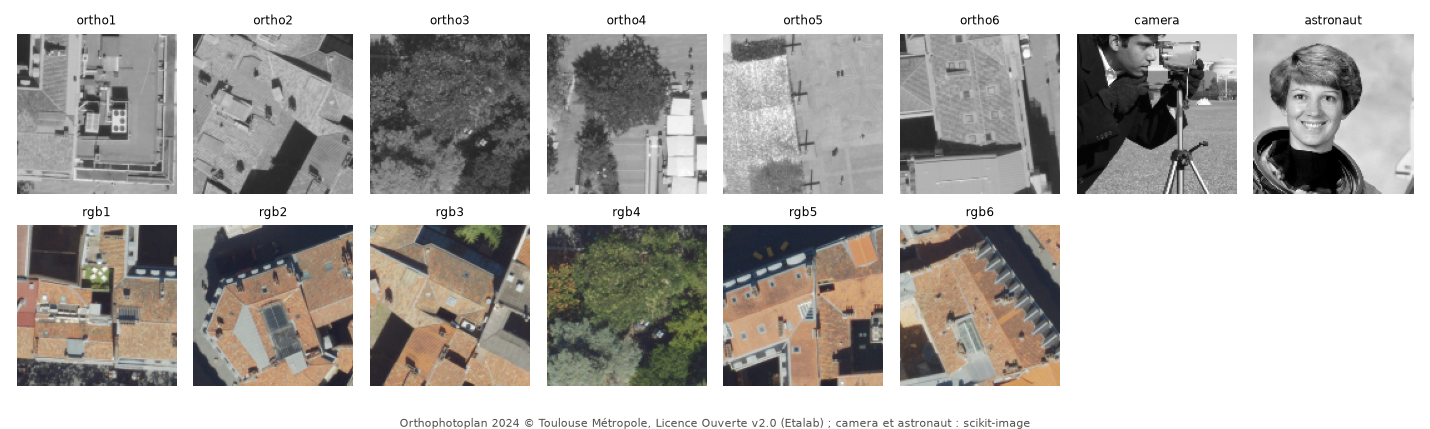 ortho1 ortho2 ortho3 ortho4 ortho5 ortho6 camera astronaut
rgb1 rgb2 rgb3 rgb4 rgb5 rgb6
Orthophotoplan 2024 © Toulouse Métropole, Licence Ouverte v2.0 (Etalab) ; camera et astronaut : scikit-image